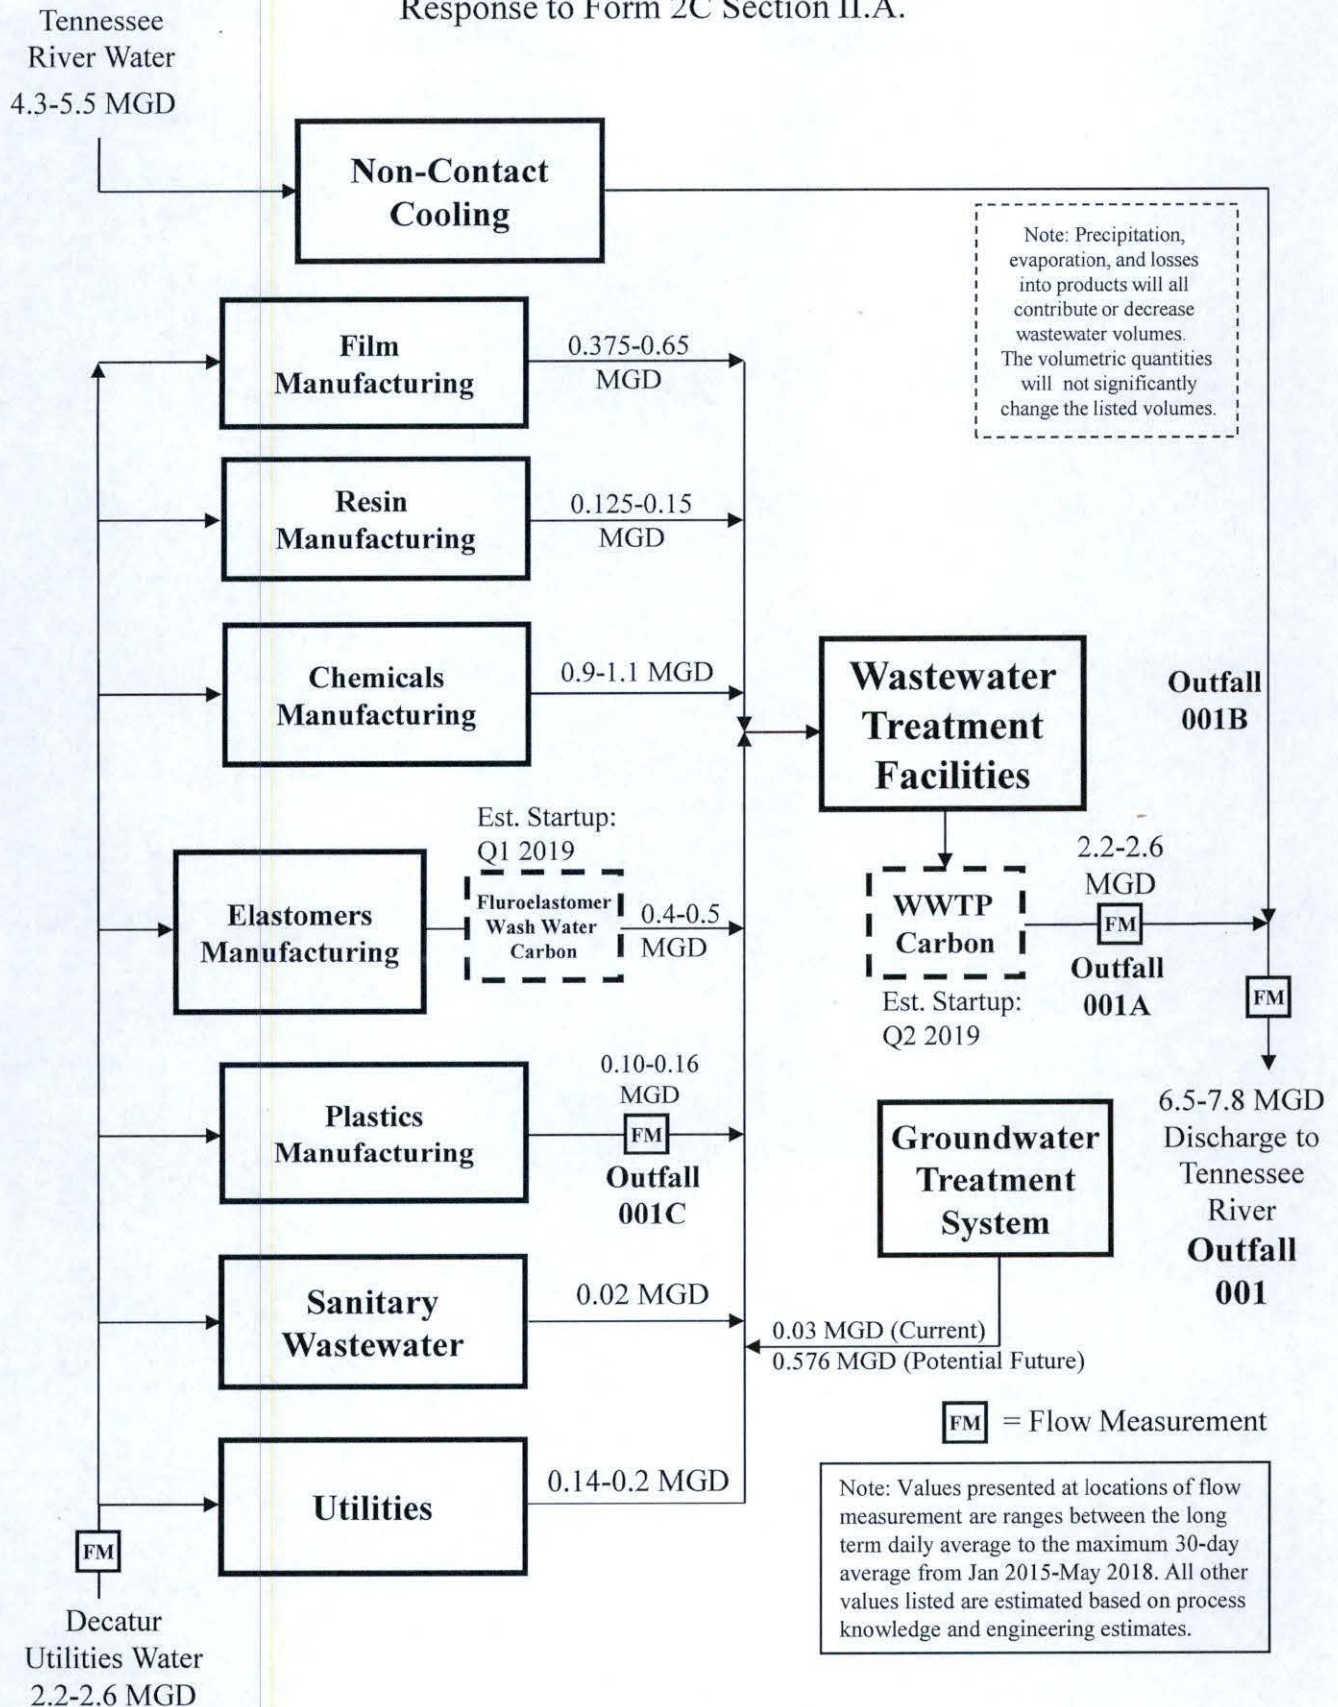 Response to Form 2C Section II.A.
Tennessee
River Water
4.3-5.5 MGD
Non-Contact
Cooling
Note: Precipitation,
evaporation, and losses
into products will all
contribute or decrease
wastewater volumes.
The volumetric quantities
will not significantly
change the listed volumes.
Film
Manufacturing
0.375-0.65
MGD
Resin
Manufacturing
0.125-0.15
MGD
Chemicals
Manufacturing
0.9-1.1 MGD
Wastewater
Treatment
Facilities
Outfall
001B
Est. Startup:
Q1 2019
Elastomers
Manufacturing
Fluroelastomer
Wash Water
Carbon
0.4-0.5
MGD
WWTP
Carbon
Est. Startup:
Q2 2019
2.2-2.6
MGD
FM
Outfall
001A
FM
6.5-7.8 MGD
Discharge to
Tennessee
River
Outfall
001
Plastics
Manufacturing
0.10-0.16
MGD
FM
Outfall
001C
Groundwater
Treatment
System
Sanitary
Wastewater
0.02 MGD
0.03 MGD (Current)
0.576 MGD (Potential Future)
Utilities
0.14-0.2 MGD
FM = Flow Measurement
Note: Values presented at locations of flow
measurement are ranges between the long
term daily average to the maximum 30-day
average from Jan 2015-May 2018. All other
values listed are estimated based on process
knowledge and engineering estimates.
FM
Decatur
Utilities Water
2.2-2.6 MGD